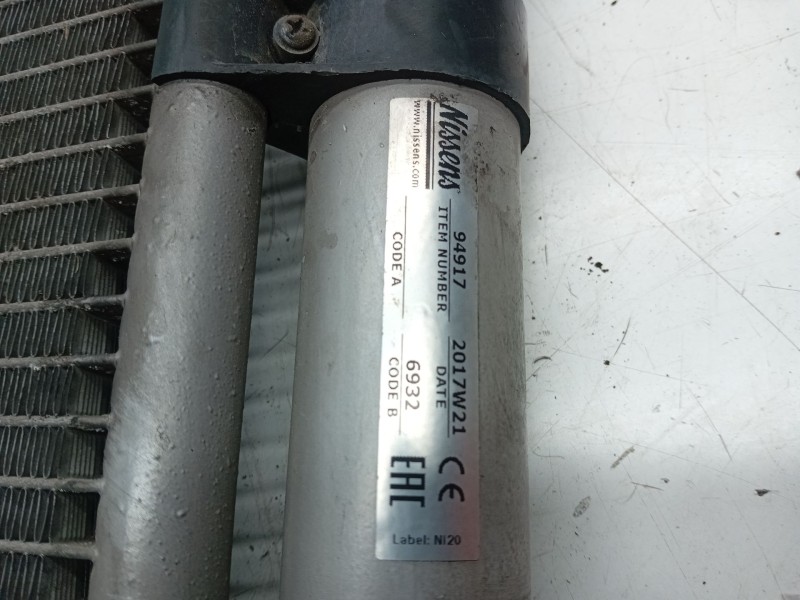 Nissens
www.nissens.com
94917
ITEM NUMBER
2017W21
DATE
CODE A
6932
CODE B
CE
EAC
Label: NI20